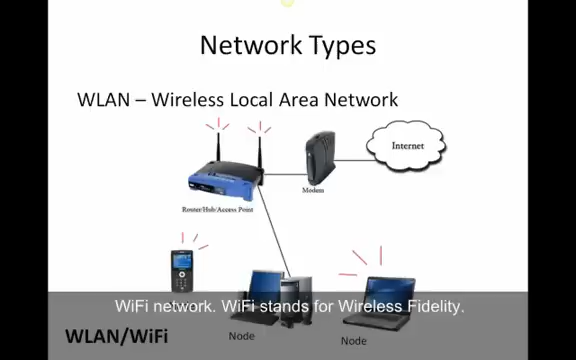 Network Types
WLAN – Wireless Local Area Network
Internet
Modem
Router/Hub/Access Point
WiFi network. WiFi stands for Wireless Fidelity.
WLAN/WiFi
Node
Node